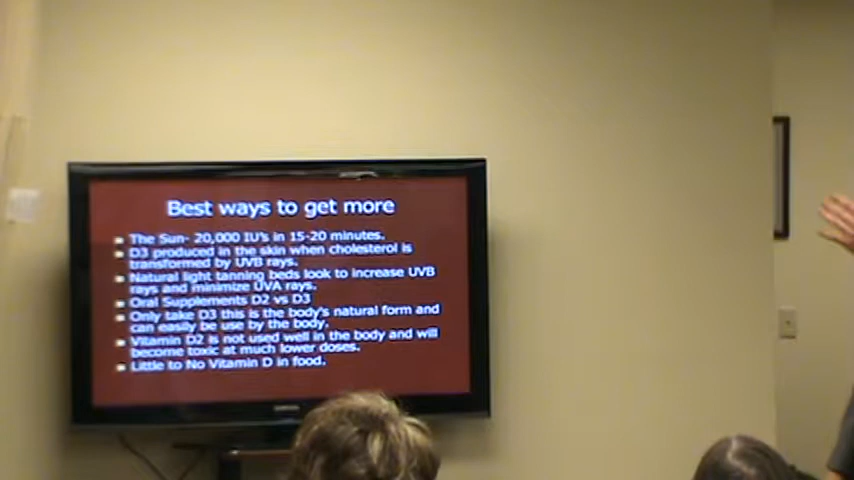 Best ways to get more
The Sun- 20,000 IU's in 15-20 minutes.
D3 produced in the skin when cholesterol is
transformed by UVB rays.
Natural light tanning beds look to increase UVB
rays and minimize UVA rays.
Oral Supplements D2 vs D3
Only take D3 this is the body's natural form and
can easily be use by the body.
Vitamin D2 is not used well in the body and will
become toxic at much lower doses.
Little to No Vitamin D in food.